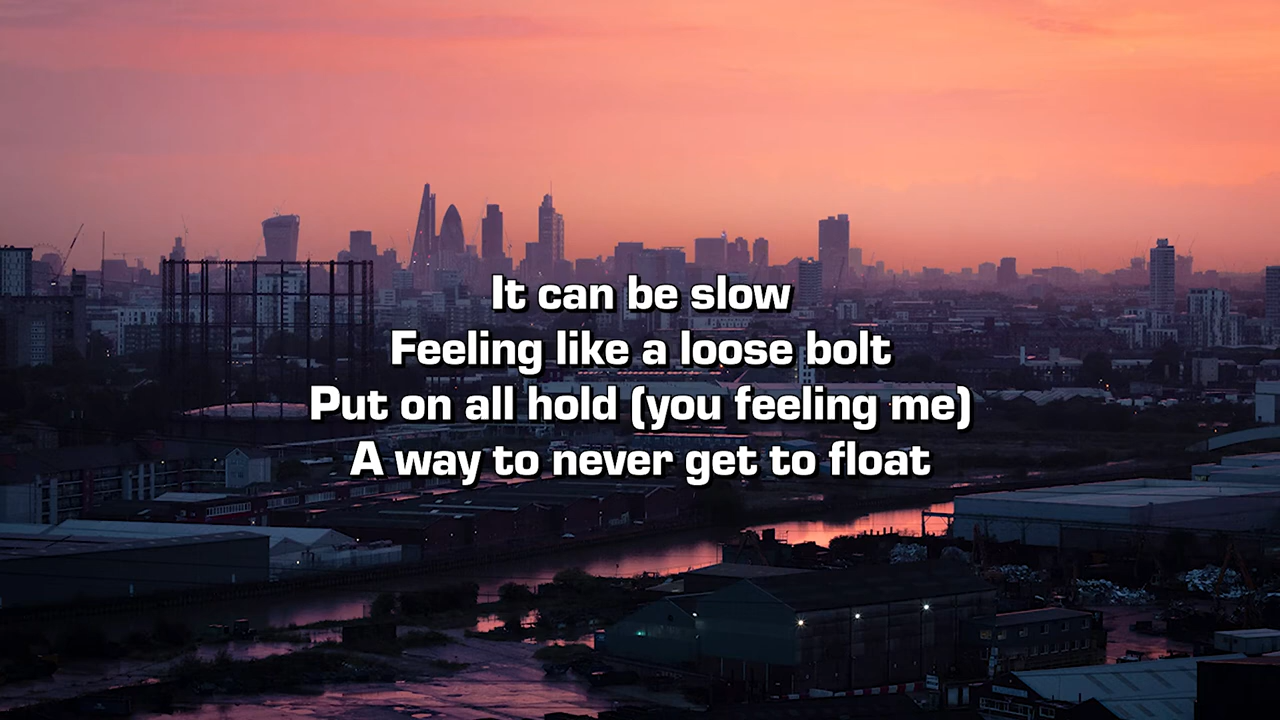 It can be slow
Feeling like a loose bolt
Put on all hold (you feeling me)
A way to never get to float